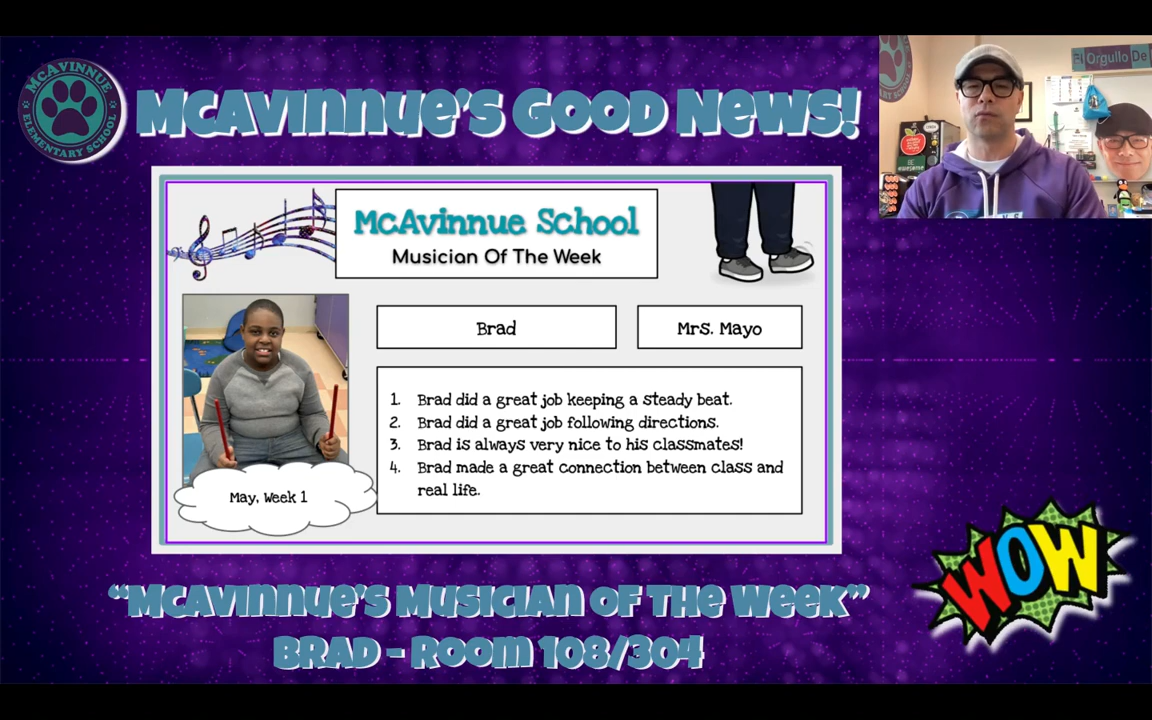 McAVINNUE
ELEMENTARY SCHOOL
McAvinnue's Good News!
El Orgullo De
McAvinnue School
Musician Of The Week
Brad
Mrs. Mayo
1. Brad did a great job keeping a steady beat.
2. Brad did a great job following directions.
3. Brad is always very nice to his classmates!
4. Brad made a great connection between class and
real life.
May, Week 1
WOW
"McAvinnue's Musician of the Week"
Brad - Room 108/304